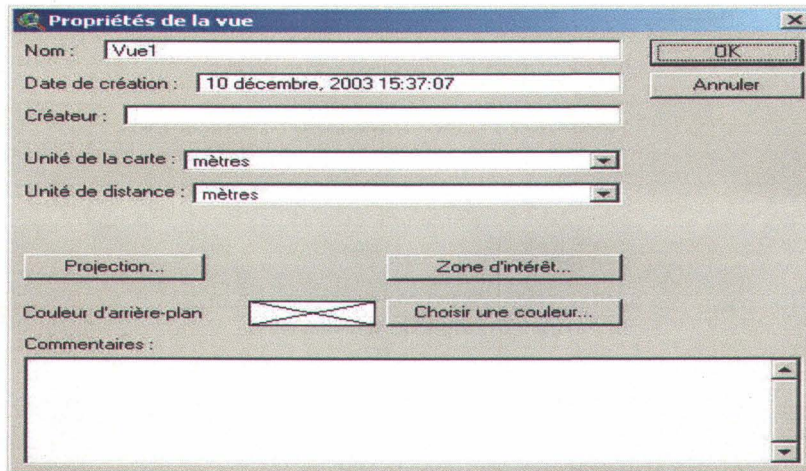 Propriétés de la vue
Nom : Vue1
OK
Date de création : 10 décembre, 2003 15:37:07
Annuler
Créateur :
Unité de la carte : mètres
Unité de distance : mètres
Projection...
Zone d'intérêt...
Couleur d'arrière-plan
Choisir une couleur...
Commentaires :